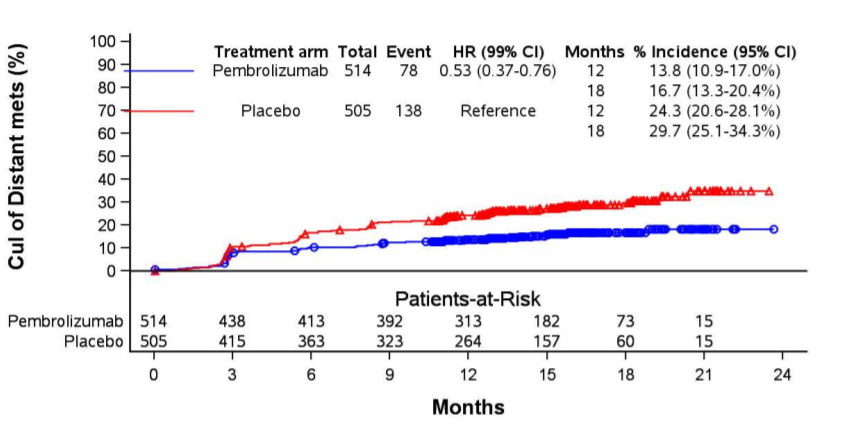 Cul of Distant mets (%)
100
90
80
70
60
50
40
30
20
10
0
Treatment arm Total Event HR (99% CI) Months % Incidence (95% CI)
Pembrolizumab 514 78 0.53 (0.37-0.76) 12 13.8 (10.9-17.0%)
18 16.7 (13.3-20.4%)
Placebo 505 138 Reference 12 24.3 (20.6-28.1%)
18 29.7 (25.1-34.3%)
Patients-at-Risk
Pembrolizumab 514 438 413 392 313 182 73 15
Placebo 505 415 363 323 264 157 60 15
0 3 6 9 12 15 18 21 24
Months